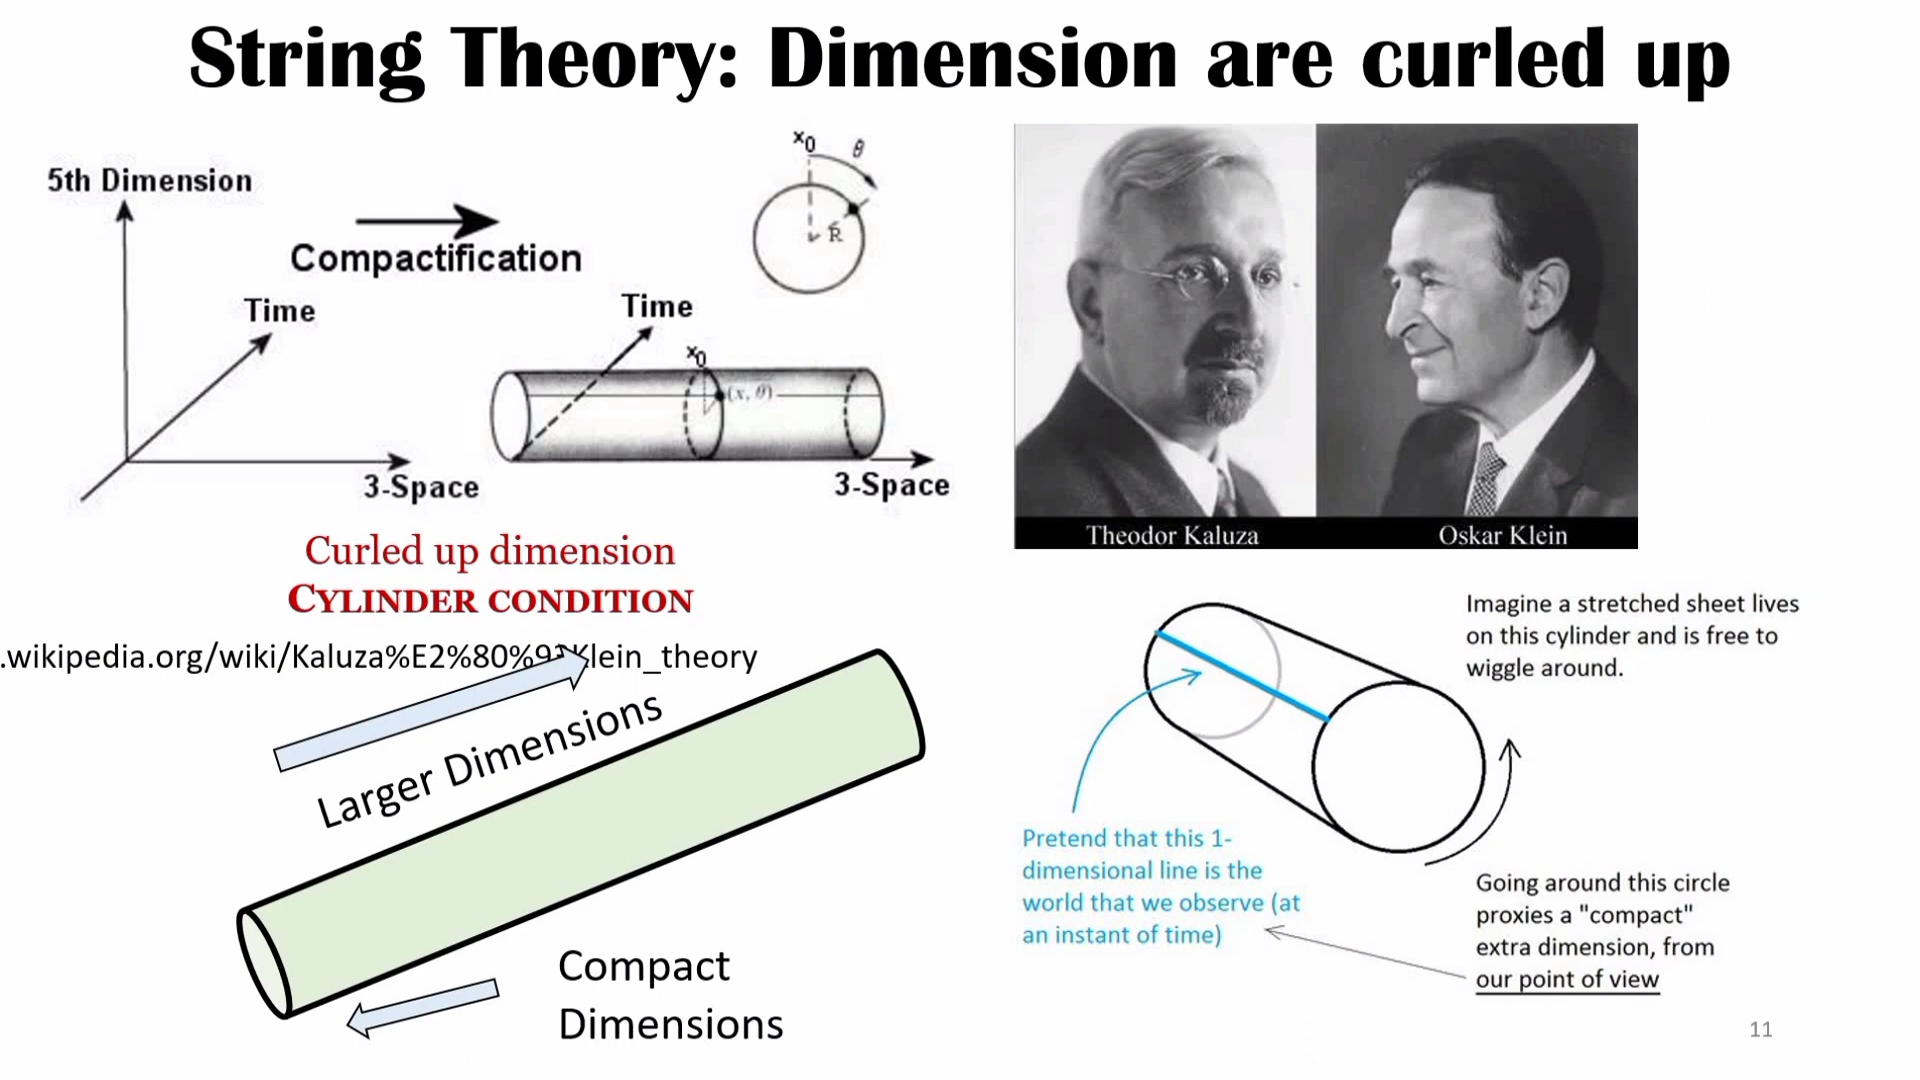 String Theory: Dimension are curled up
5th Dimension
Compactification
Time
3-Space
x0
θ
R
Time
x0
(x, θ)
3-Space
Theodor Kaluza
Oskar Klein
Curled up dimension
CYLINDER CONDITION
.wikipedia.org/wiki/Kaluza%E2%80%93Klein_theory
Larger Dimensions
Compact
Dimensions
Imagine a stretched sheet lives
on this cylinder and is free to
wiggle around.
Pretend that this 1-
dimensional line is the
world that we observe (at
an instant of time)
Going around this circle
proxies a "compact"
extra dimension, from
our point of view
11